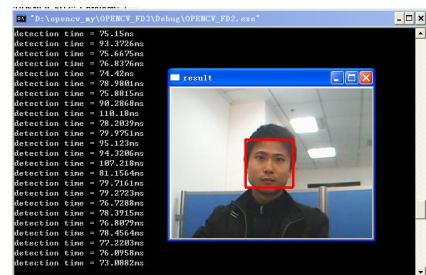 "D:\opencv_my\OPENCV_FD3\Debug\OPENCV_FD2.exe"
detection time = 75.15ms
detection time = 93.3726ms
detection time = 75.6675ms
detection time = 76.8376ms
detection time = 74.42ms
detection time = 78.9801ms
detection time = 75.8815ms
detection time = 90.2868ms
detection time = 110.18ms
detection time = 78.2039ms
detection time = 79.9751ms
detection time = 95.123ms
detection time = 94.3206ms
detection time = 107.218ms
detection time = 81.1564ms
detection time = 79.7161ms
detection time = 79.2723ms
detection time = 76.7288ms
detection time = 78.3915ms
detection time = 76.8079ms
detection time = 78.4564ms
detection time = 77.2203ms
detection time = 76.0958ms
detection time = 73.0882ms
result